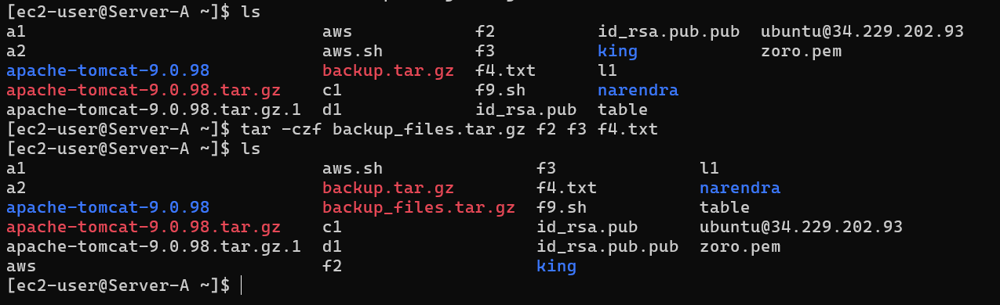 [ec2-user@Server-A ~]$ ls
a1                            aws            f2          id_rsa.pub.pub  ubuntu@34.229.202.93
a2                            aws.sh         f3          king            zoro.pem
apache-tomcat-9.0.98          backup.tar.gz  f4.txt      l1
apache-tomcat-9.0.98.tar.gz   c1             f9.sh       narendra
apache-tomcat-9.0.98.tar.gz.1 d1             id_rsa.pub  table
[ec2-user@Server-A ~]$ tar -czf backup_files.tar.gz f2 f3 f4.txt
[ec2-user@Server-A ~]$ ls
a1                            aws.sh               f3              l1
a2                            backup.tar.gz        f4.txt          narendra
apache-tomcat-9.0.98          backup_files.tar.gz  f9.sh           table
apache-tomcat-9.0.98.tar.gz   c1                   id_rsa.pub      ubuntu@34.229.202.93
apache-tomcat-9.0.98.tar.gz.1 d1                   id_rsa.pub.pub  zoro.pem
aws                           f2                   king
[ec2-user@Server-A ~]$